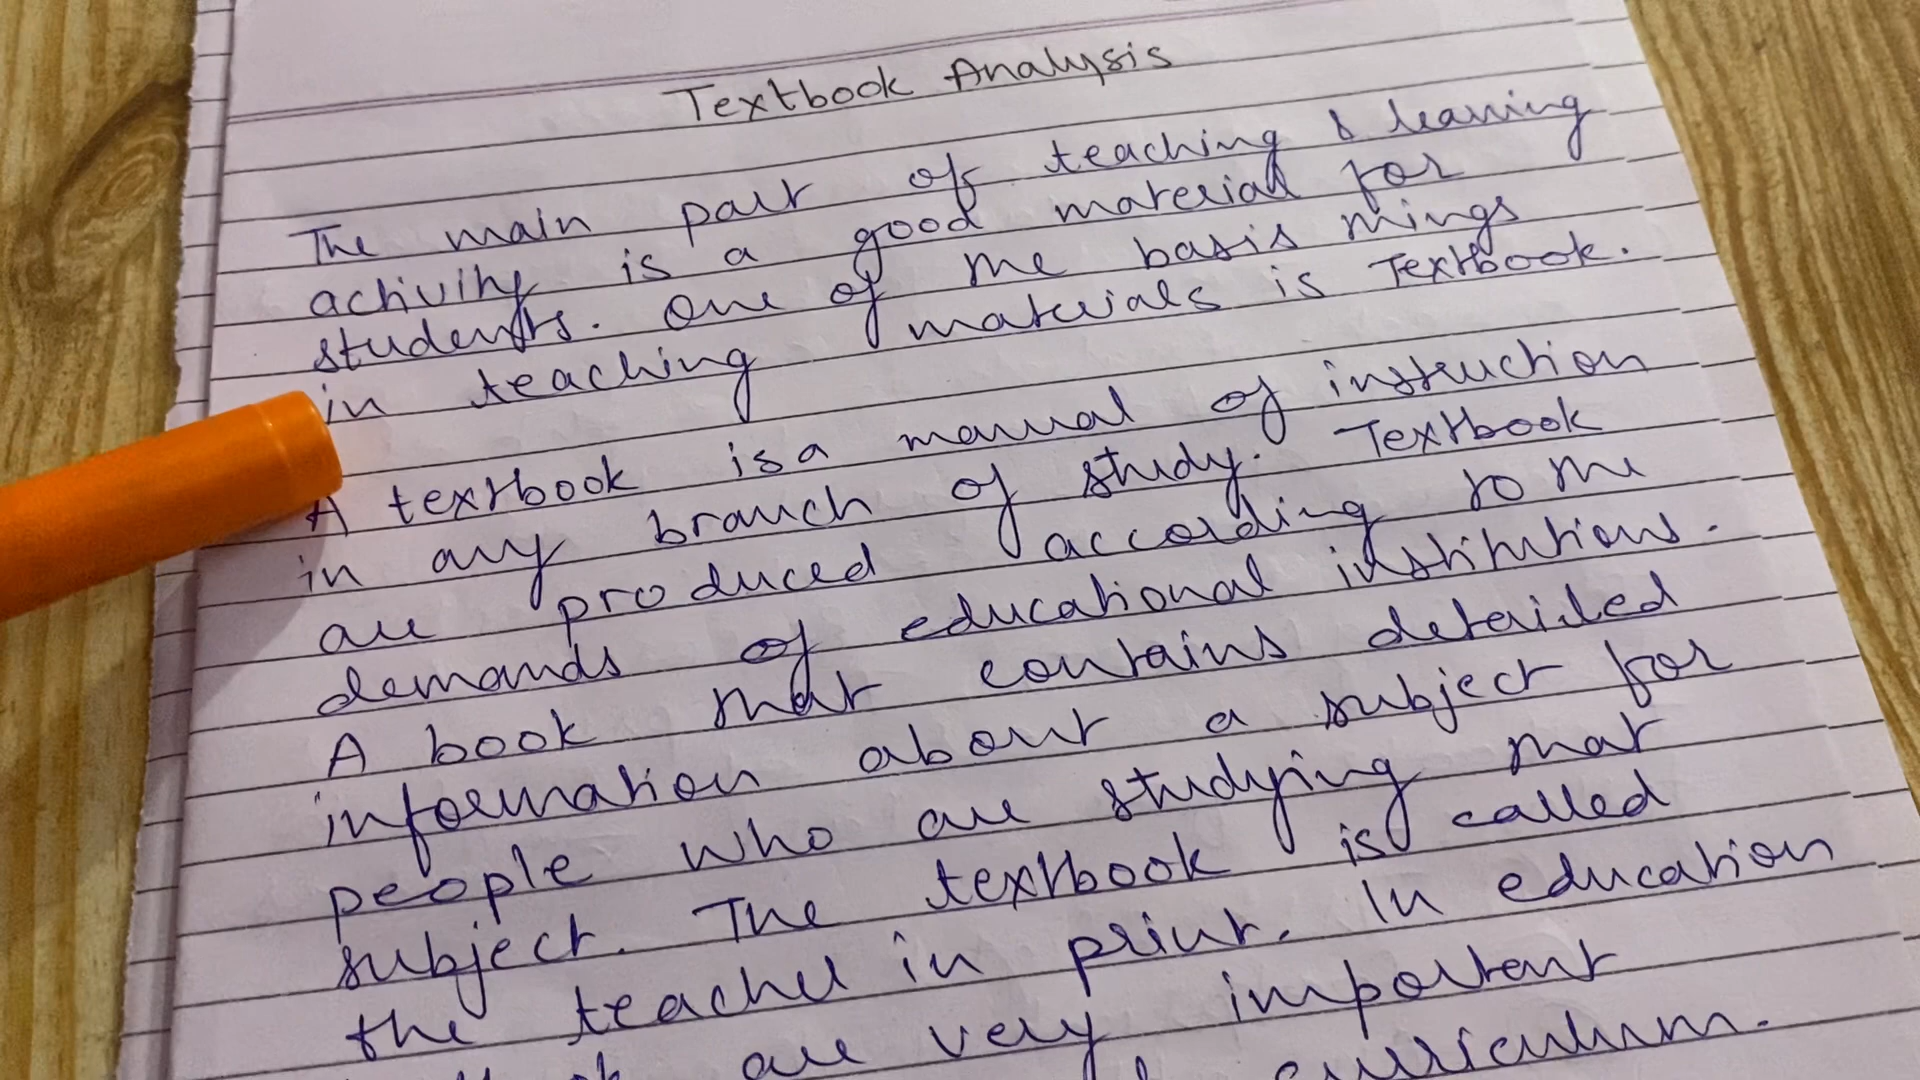 Textbook Analysis
The main part of teaching & learning
activity is a good material for
students. One of the basis things
in teaching materials is Textbook.
A textbook is a manual of instruction
in any branch of study. Textbook
are produced according to the
demands of educational institutions.
A book that contains detailed
information about a subject for
people who are studying that
subject. The textbook is called
the teacher in print. In education
are very important
curriculum.